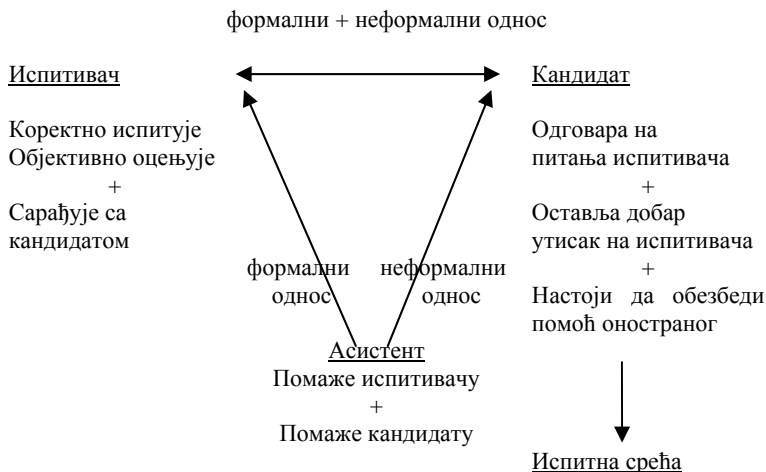 формални + неформални однос
Испитивач
Кандидат
Коректно испитује
Објективно оцењује
+
Сарађује са
кандидатом
Одговара на
питања испитивача
+
Оставља добар
утисак на испитивача
+
Настоји да обезбеди
помоћ оностраног
формални
однос
неформални
однос
Асистент
Помаже испитивачу
+
Помаже кандидату
Испитна срећа